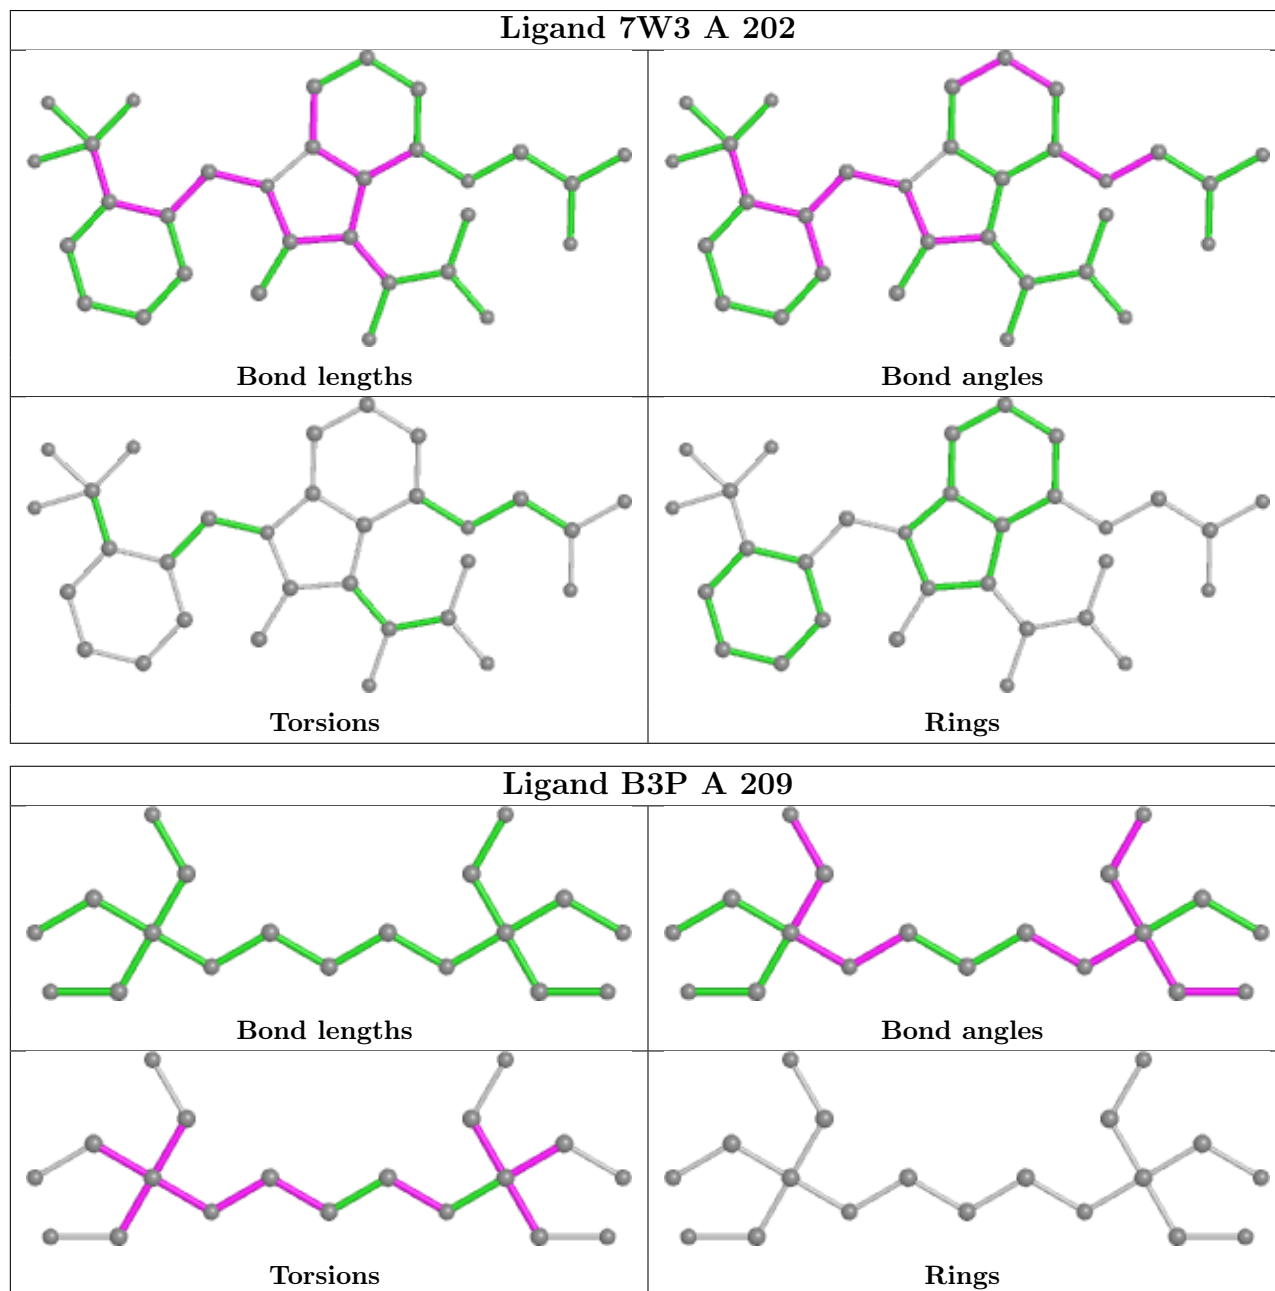 Ligand 7W3 A 202
Bond lengths
Bond angles
Torsions
Rings
Ligand B3P A 209
Bond lengths
Bond angles
Torsions
Rings